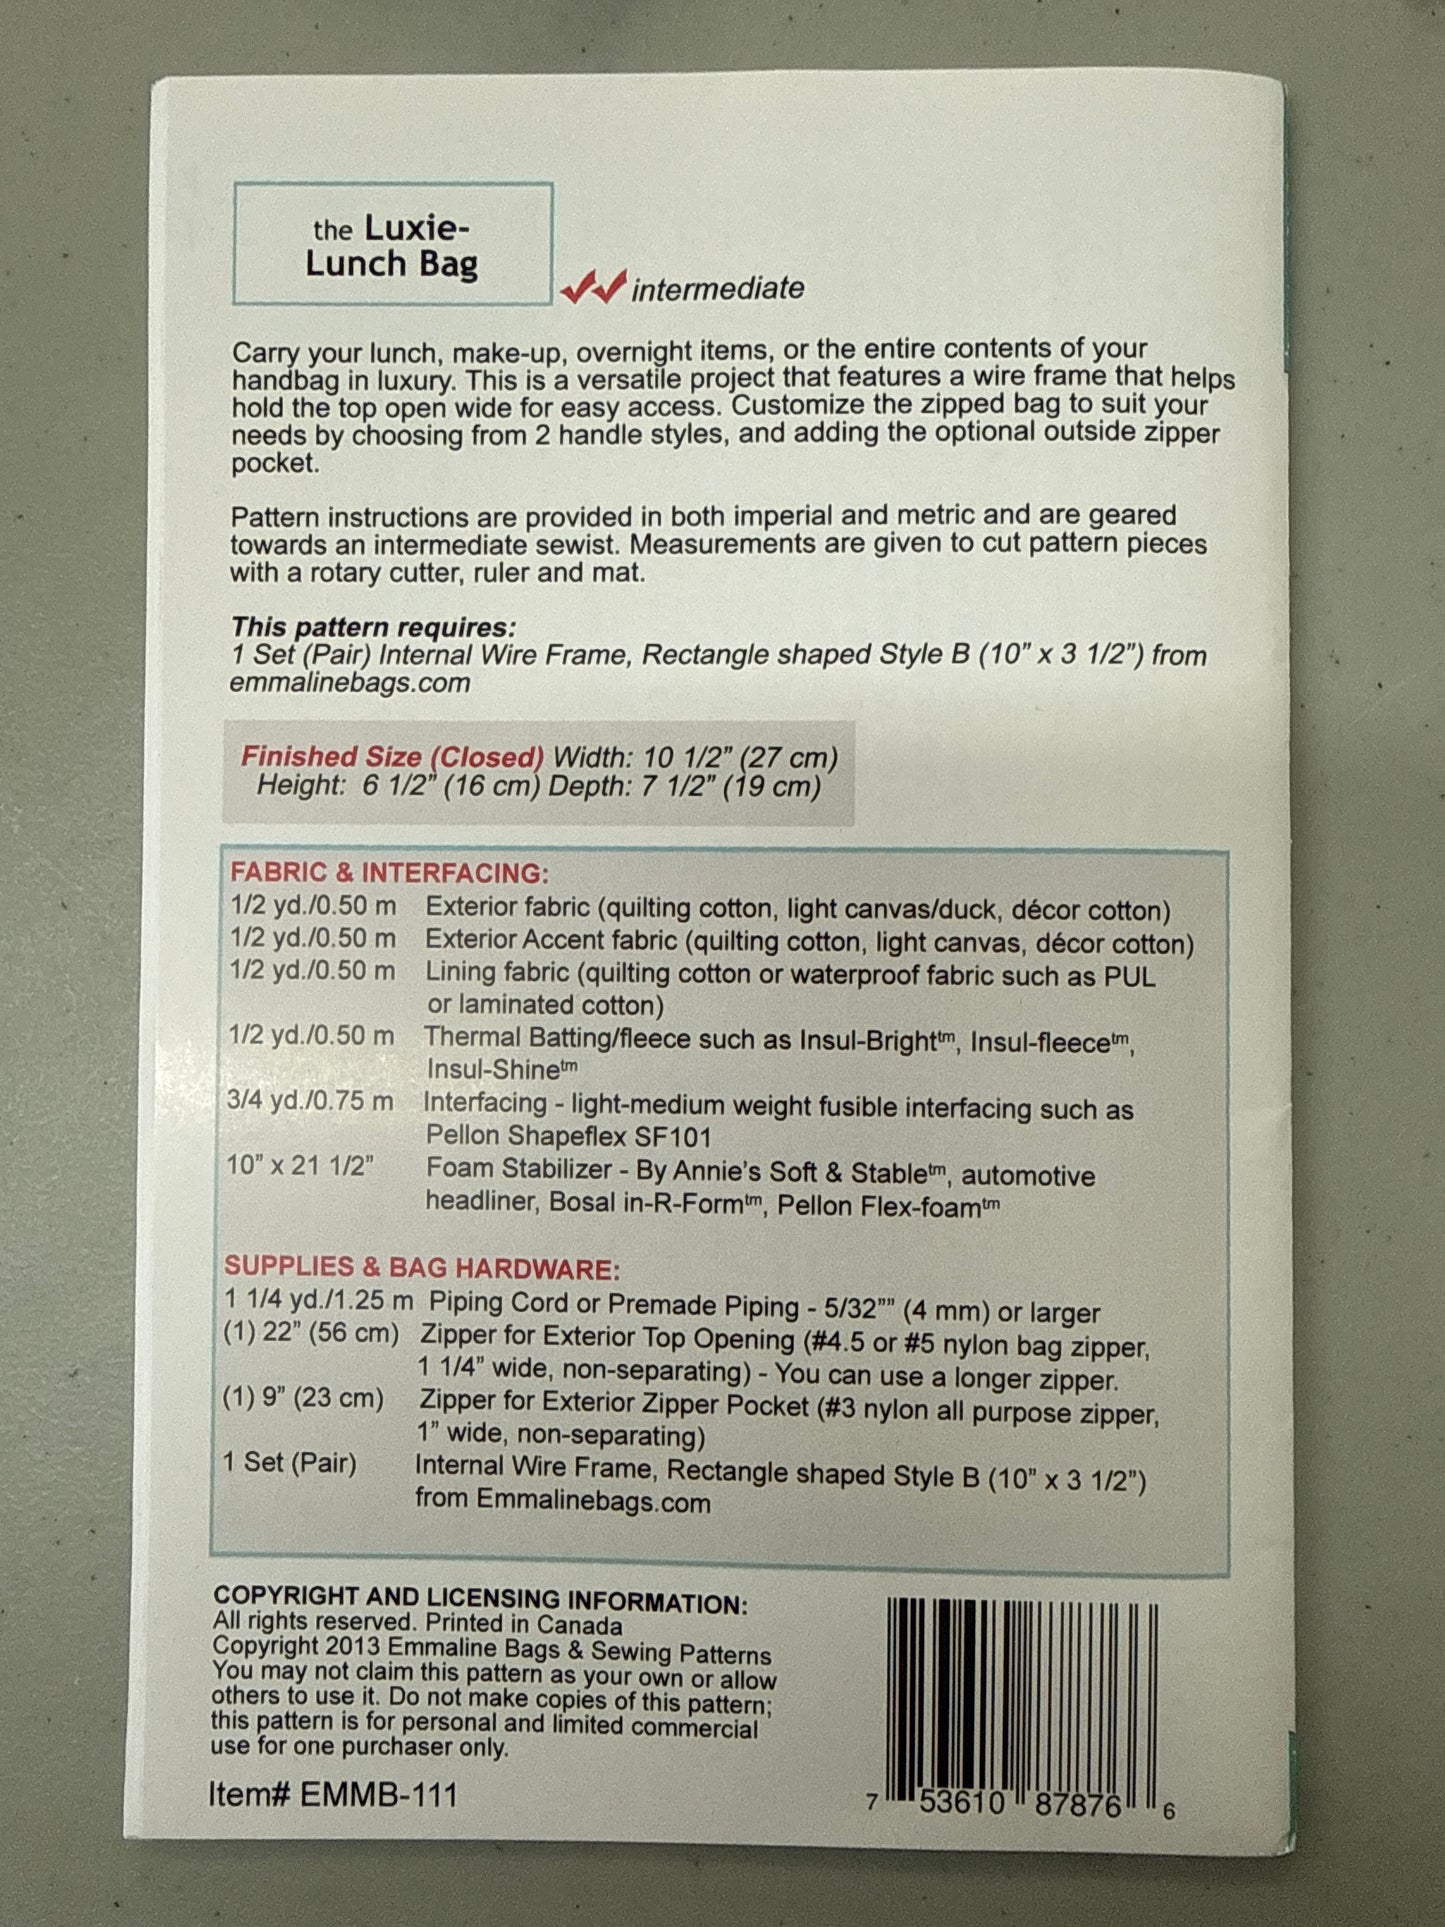 the Luxie-
Lunch Bag
intermediate
Carry your lunch, make-up, overnight items, or the entire contents of your
handbag in luxury. This is a versatile project that features a wire frame that helps
hold the top open wide for easy access. Customize the zipped bag to suit your
needs by choosing from 2 handle styles, and adding the optional outside zipper
pocket.
Pattern instructions are provided in both imperial and metric and are geared
towards an intermediate sewist. Measurements are given to cut pattern pieces
with a rotary cutter, ruler and mat.
This pattern requires:
1 Set (Pair) Internal Wire Frame, Rectangle shaped Style B (10” x 3 1/2”) from
emmalinebags.com
Finished Size (Closed) Width: 10 1/2” (27 cm)
Height: 6 1/2” (16 cm) Depth: 7 1/2” (19 cm)
FABRIC & INTERFACING:
1/2 yd./0.50 m Exterior fabric (quilting cotton, light canvas/duck, décor cotton)
1/2 yd./0.50 m Exterior Accent fabric (quilting cotton, light canvas, décor cotton)
1/2 yd./0.50 m Lining fabric (quilting cotton or waterproof fabric such as PUL
or laminated cotton)
1/2 yd./0.50 m Thermal Batting/fleece such as Insul-Bright™, Insul-fleece™,
Insul-Shine™
3/4 yd./0.75 m Interfacing - light-medium weight fusible interfacing such as
Pellon Shapeflex SF101
10” x 21 1/2” Foam Stabilizer - By Annie’s Soft & Stable™, automotive
headliner, Bosal in-R-Form™, Pellon Flex-foam™
SUPPLIES & BAG HARDWARE:
1 1/4 yd./1.25 m Piping Cord or Premade Piping - 5/32”” (4 mm) or larger
(1) 22” (56 cm) Zipper for Exterior Top Opening (#4.5 or #5 nylon bag zipper,
1 1/4” wide, non-separating) - You can use a longer zipper.
(1) 9” (23 cm) Zipper for Exterior Zipper Pocket (#3 nylon all purpose zipper,
1” wide, non-separating)
1 Set (Pair) Internal Wire Frame, Rectangle shaped Style B (10” x 3 1/2”)
from Emmalinebags.com
COPYRIGHT AND LICENSING INFORMATION:
All rights reserved. Printed in Canada
Copyright 2013 Emmaline Bags & Sewing Patterns
You may not claim this pattern as your own or allow
others to use it. Do not make copies of this pattern;
this pattern is for personal and limited commercial
use for one purchaser only.
Item# EMMB-111
7 53610 87876 6